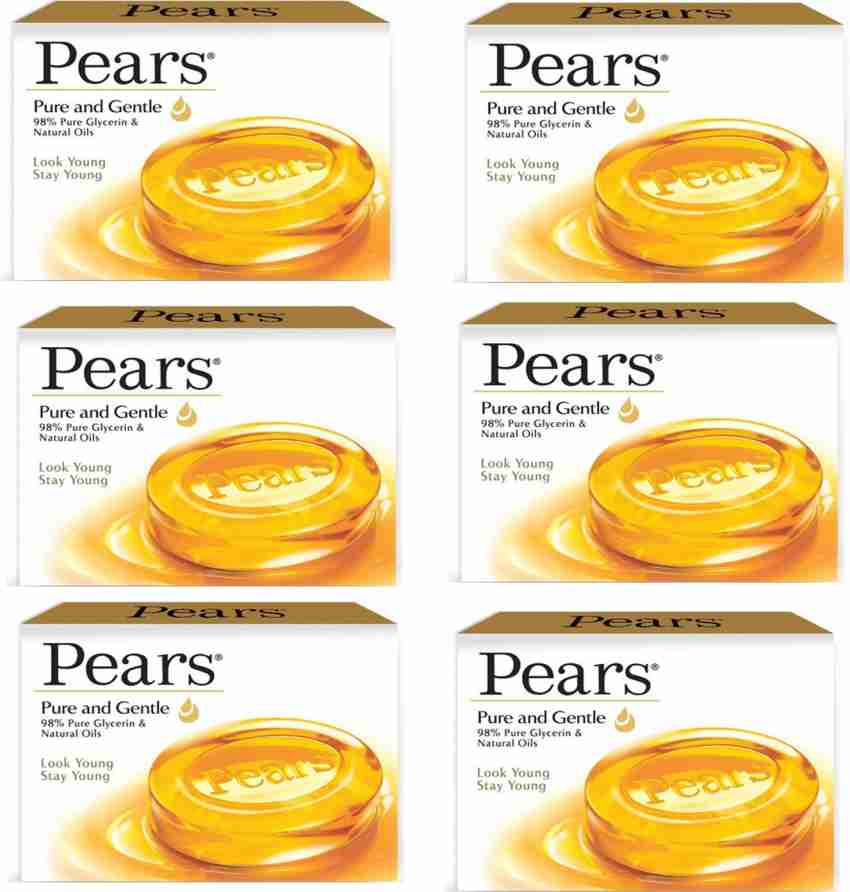 Pears
Pears®
Pure and Gentle
98% Pure Glycerin &
Natural Oils
Look Young
Stay Young
Pears
Pears
Pears®
Pure and Gentle
98% Pure Glycerin &
Natural Oils
Look Young
Stay Young
Pears
Pears
Pears®
Pure and Gentle
98% Pure Glycerin &
Natural Oils
Look Young
Stay Young
Pears
Pears
Pears®
Pure and Gentle
98% Pure Glycerin &
Natural Oils
Look Young
Stay Young
Pears
Pears
Pears®
Pure and Gentle
98% Pure Glycerin &
Natural Oils
Look Young
Stay Young
Pears
Pears
Pears®
Pure and Gentle
98% Pure Glycerin &
Natural Oils
Look Young
Stay Young
Pears